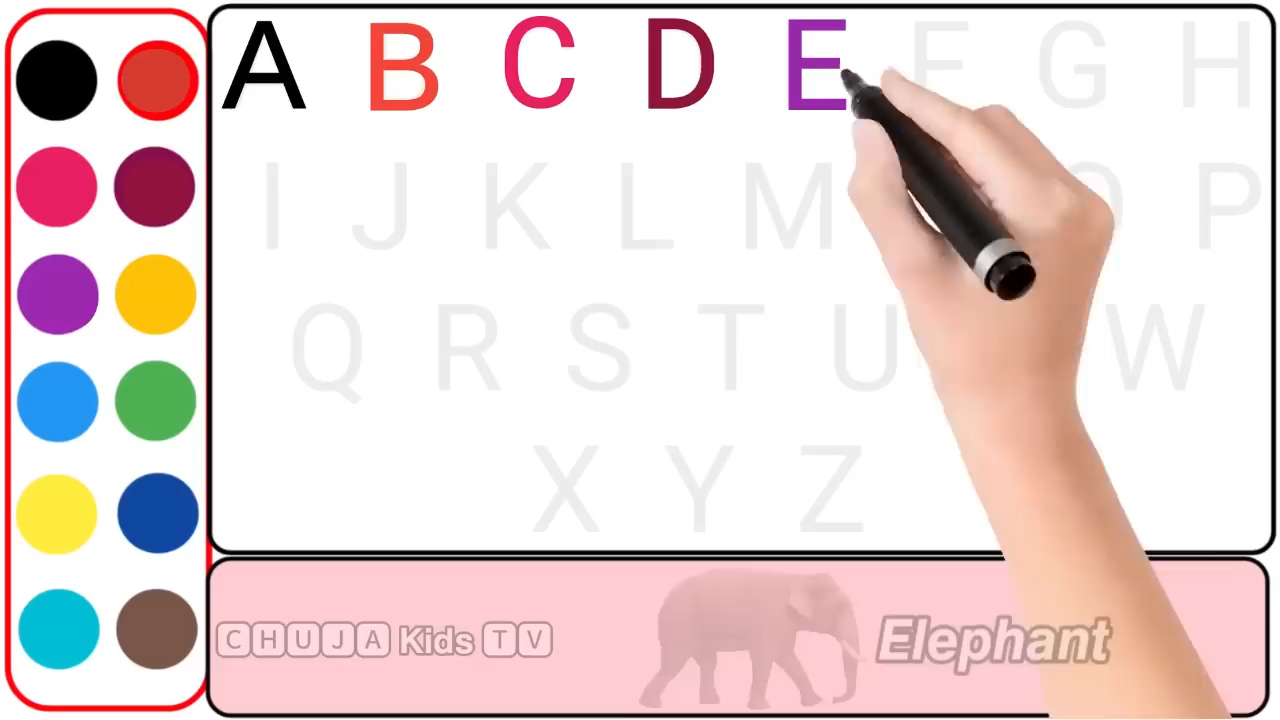 A B C D E F G H
I J K L M O P
Q R S T U W
X Y Z
CHUJA Kids TV Elephant